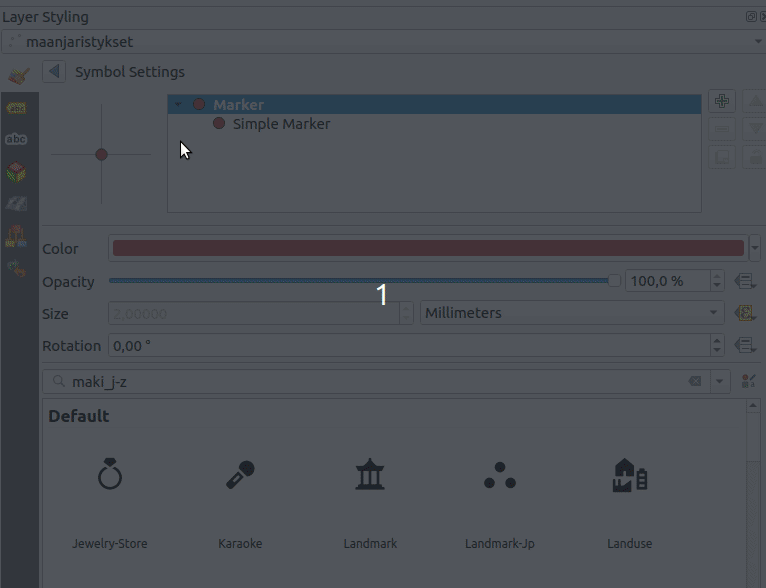 Layer Styling
maanjaristykset
Symbol Settings
Marker
Simple Marker
abc
Color
Opacity
100,0 %
1
Size
2,00000
Millimeters
Rotation
0,00 °
maki_j-z
Default
Jewelry-Store
Karaoke
Landmark
Landmark-Jp
Landuse